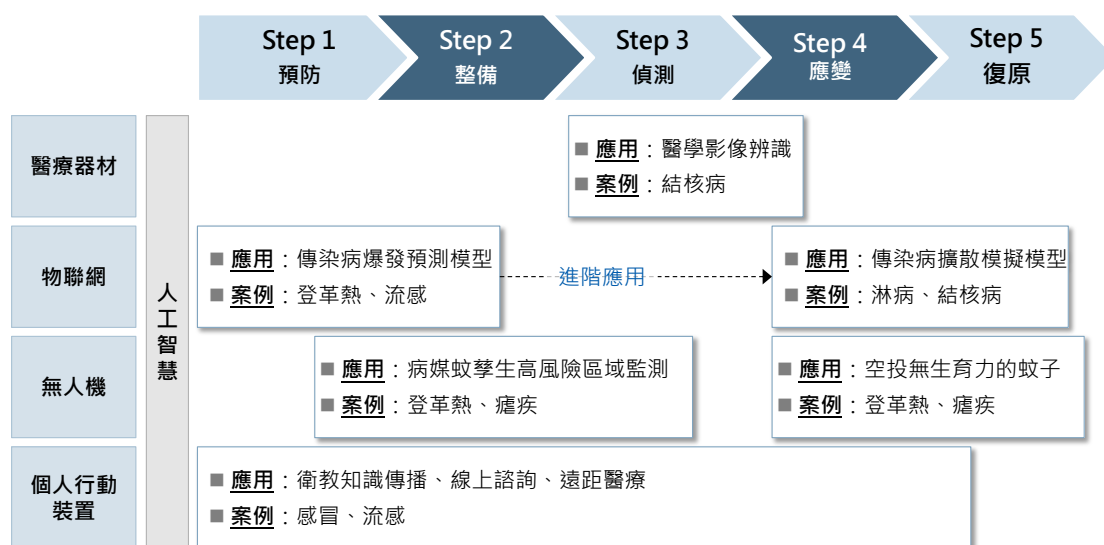 Step 1
預防
Step 2
整備
Step 3
偵測
Step 4
應變
Step 5
復原
醫療器材
■ 應用：醫學影像辨識
■ 案例：結核病
物聯網
■ 應用：傳染病爆發預測模型
■ 案例：登革熱、流感
進階應用
■ 應用：傳染病擴散模擬模型
■ 案例：淋病、結核病
人工智慧
無人機
■ 應用：病媒蚊孳生高風險區域監測
■ 案例：登革熱、瘧疾
■ 應用：空投無生育力的蚊子
■ 案例：登革熱、瘧疾
個人行動
裝置
■ 應用：衛教知識傳播、線上諮詢、遠距醫療
■ 案例：感冒、流感